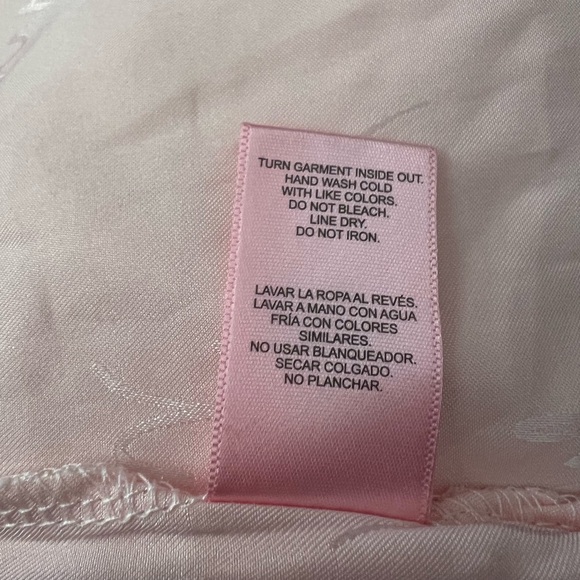 TURN GARMENT INSIDE OUT.
HAND WASH COLD
WITH LIKE COLORS.
DO NOT BLEACH.
LINE DRY.
DO NOT IRON.
LAVAR LA ROPA AL REVÉS.
LAVAR A MANO CON AGUA
FRÍA CON COLORES
SIMILARES.
NO USAR BLANQUEADOR.
SECAR COLGADO.
NO PLANCHAR.